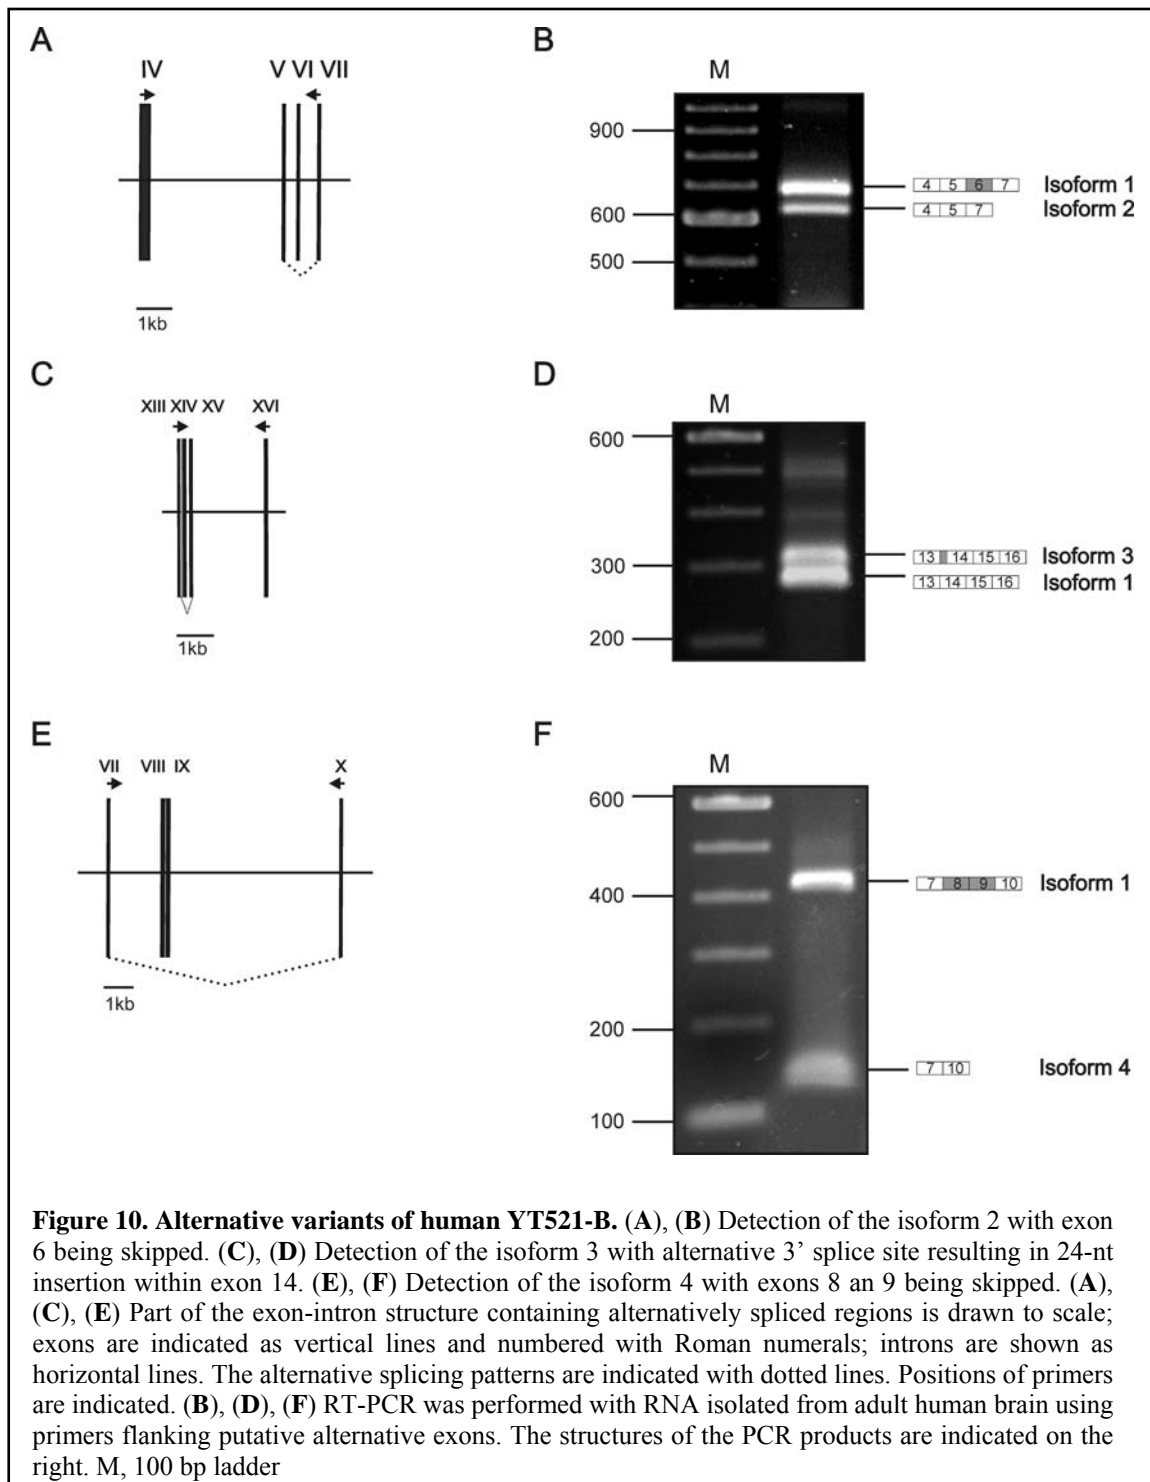 A
IV V VI VII
1kb
B
M
900
600
500
4 5 6 7 Isoform 1
4 5 7 Isoform 2
C
XIII XIV XV XVI
1kb
D
M
600
300
200
13 14 15 16 Isoform 3
13 14 15 16 Isoform 1
E
VII VIII IX X
1kb
F
M
600
400
200
100
7 8 9 10 Isoform 1
7 10 Isoform 4
Figure 10. Alternative variants of human YT521-B. (A), (B) Detection of the isoform 2 with exon
6 being skipped. (C), (D) Detection of the isoform 3 with alternative 3’ splice site resulting in 24-nt
insertion within exon 14. (E), (F) Detection of the isoform 4 with exons 8 an 9 being skipped. (A),
(C), (E) Part of the exon-intron structure containing alternatively spliced regions is drawn to scale;
exons are indicated as vertical lines and numbered with Roman numerals; introns are shown as
horizontal lines. The alternative splicing patterns are indicated with dotted lines. Positions of primers
are indicated. (B), (D), (F) RT-PCR was performed with RNA isolated from adult human brain using
primers flanking putative alternative exons. The structures of the PCR products are indicated on the
right. M, 100 bp ladder